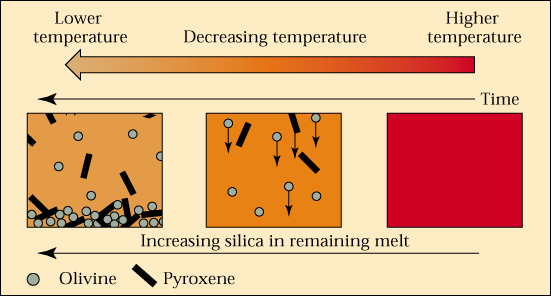 Lower
temperature
Decreasing temperature
Higher
temperature
Time
Increasing silica in remaining melt
Olivine
Pyroxene